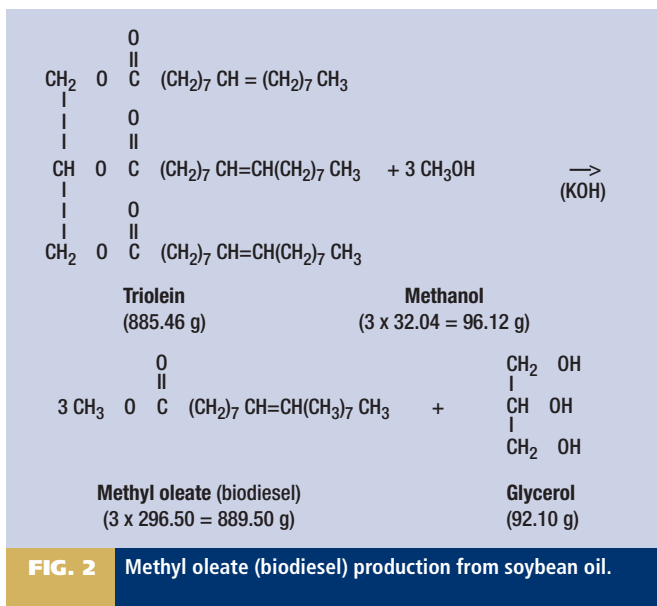 O
||
CH₂ O C (CH₂)₇ CH = (CH₂)₇ CH₃
O
||
CH O C (CH₂)₇ CH=CH(CH₂)₇ CH₃ + 3 CH₃OH —>
(KOH)
O
||
CH₂ O C (CH₂)₇ CH=CH(CH₂)₇ CH₃
Triolein Methanol
(885.46 g) (3 x 32.04 = 96.12 g)
O CH₂ OH
||
3 CH₃ O C (CH₂)₇ CH=CH(CH₃)₇ CH₃ + CH OH
CH₂ OH
Methyl oleate (biodiesel) Glycerol
(3 x 296.50 = 889.50 g) (92.10 g)
FIG. 2 Methyl oleate (biodiesel) production from soybean oil.